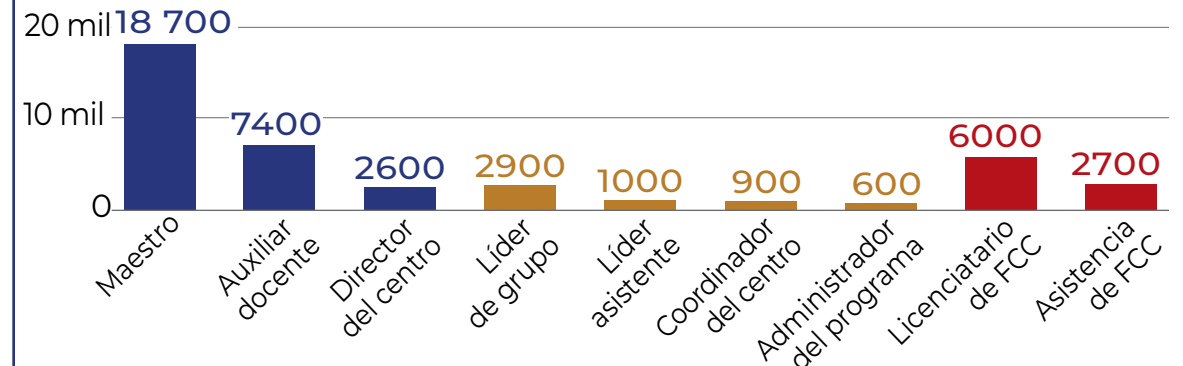 20 mil
18 700
10 mil
7400
2600
2900
1000
900
600
6000
2700
0
Maestro
Auxiliar
docente
Director
del centro
Líder
de grupo
Líder
asistente
Coordinador
del centro
Administrador
del programa
Licenciatario
de FCC
Asistencia
de FCC